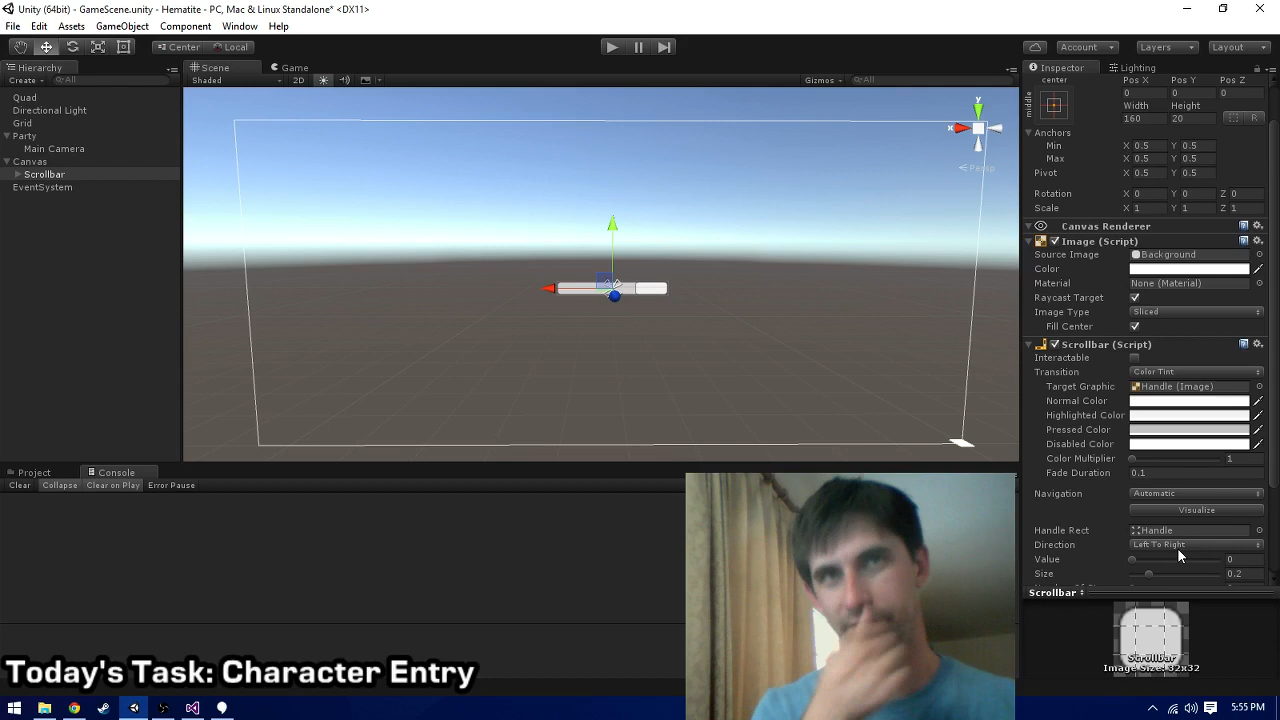 Unity (64bit) - GameScene.unity - Hematite - PC, Mac & Linux Standalone* <DX11>
File Edit Assets GameObject Component Window Help
Center Local Account Layers Layout
Hierarchy Scene Game Inspector Lighting
Create All Shaded 2D Gizmos All
center Pos X Pos Y Pos Z
Quad
Directional Light
Grid
Party
Main Camera
Canvas
Scrollbar
EventSystem
y
x
Persp
middle 0 0 0
Width Height
160 20 R
Anchors
Min X 0.5 Y 0.5
Max X 0.5 Y 0.5
Pivot X 0.5 Y 0.5
Rotation X 0 Y 0 Z 0
Scale X 1 Y 1 Z 1
Canvas Renderer
Image (Script)
Source Image Background
Color
Material None (Material)
Raycast Target
Image Type Sliced
Fill Center
Scrollbar (Script)
Interactable
Transition Color Tint
Target Graphic Handle (Image)
Normal Color
Highlighted Color
Pressed Color
Disabled Color
Color Multiplier 1
Fade Duration 0.1
Navigation Automatic
Visualize
Handle Rect Handle
Direction Left To Right
Value 0
Size 0.2
Scrollbar
Scrollbar
Image Size: 32x32
Project Console
Clear Collapse Clear on Play Error Pause
Today's Task: Character Entry
5:55 PM